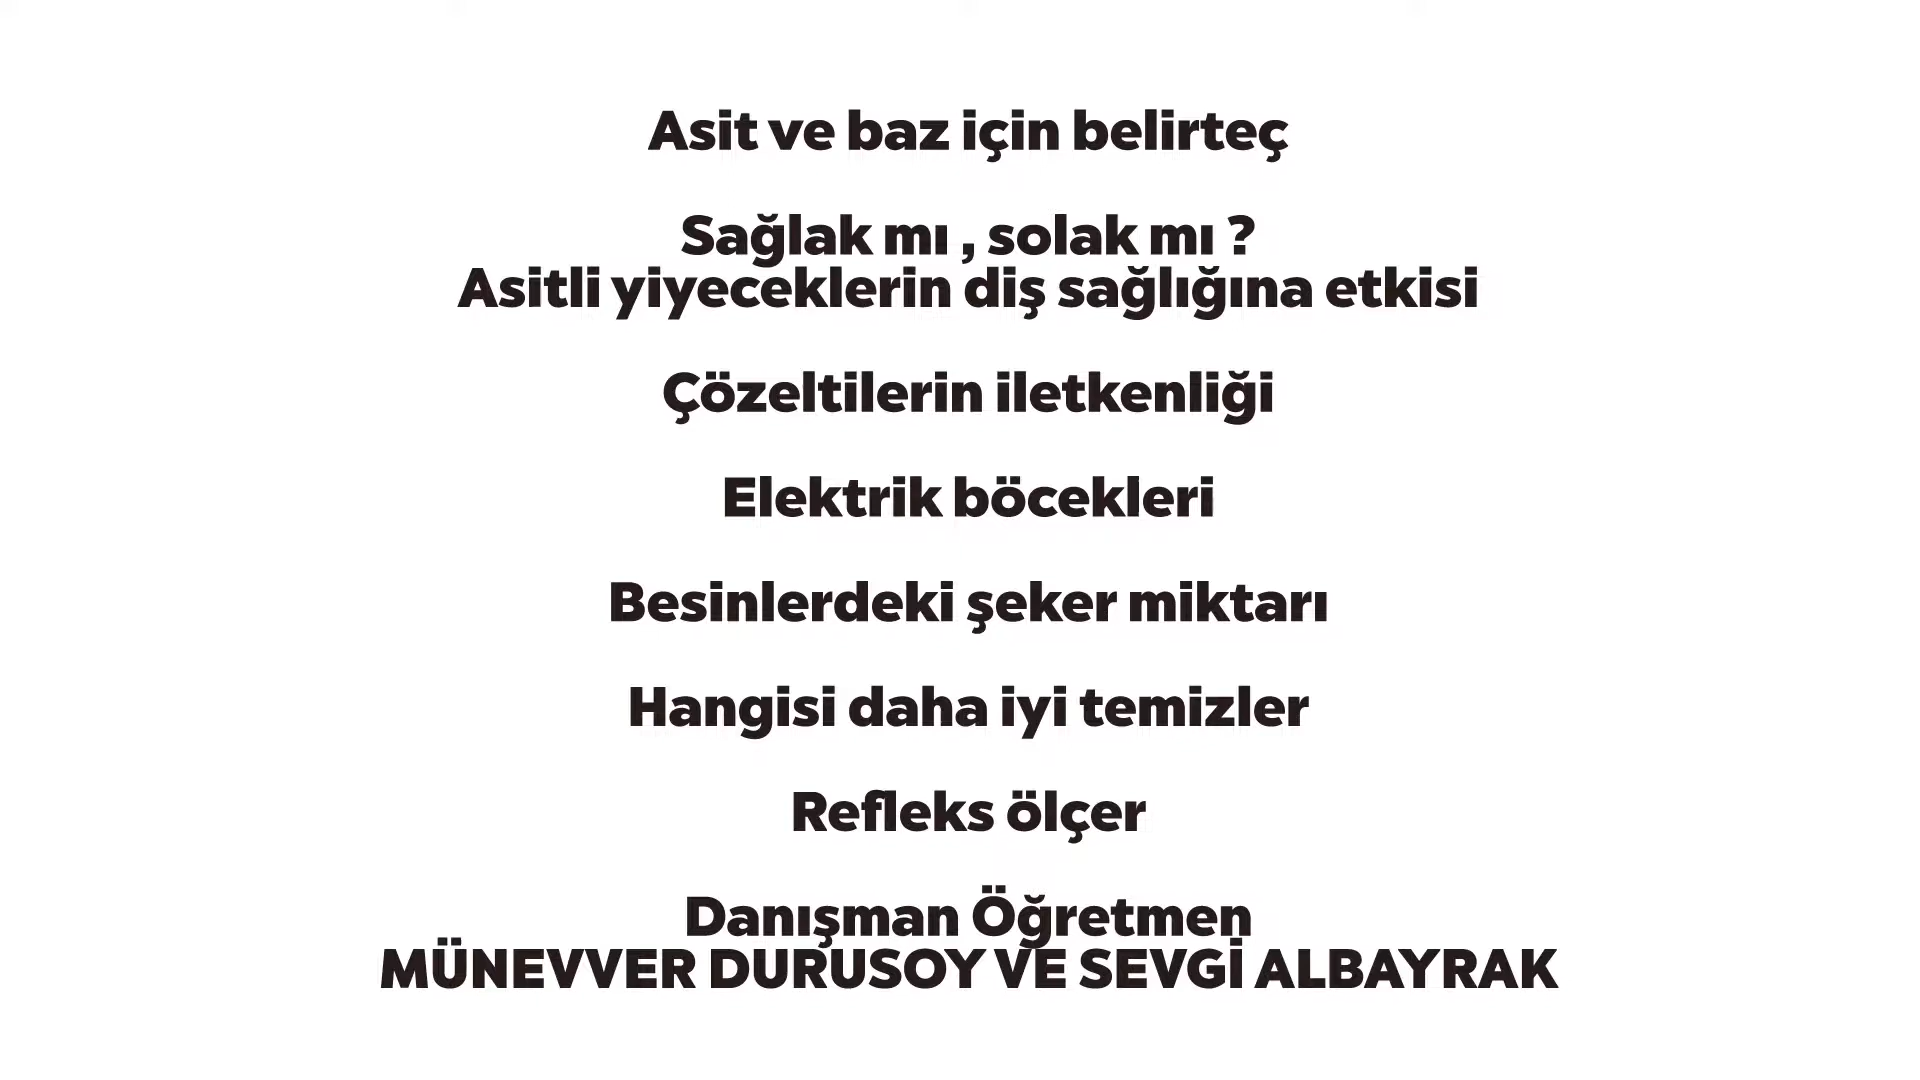 Asit ve baz için belirteç
Sağlak mı , solak mı ?
Asitli yiyeceklerin diş sağlığına etkisi
Çözeltilerin iletkenliği
Elektrik böcekleri
Besinlerdeki şeker miktarı
Hangisi daha iyi temizler
Refleks ölçer
Danışman Öğretmen
MÜNEVVER DURUSOY VE SEVGİ ALBAYRAK